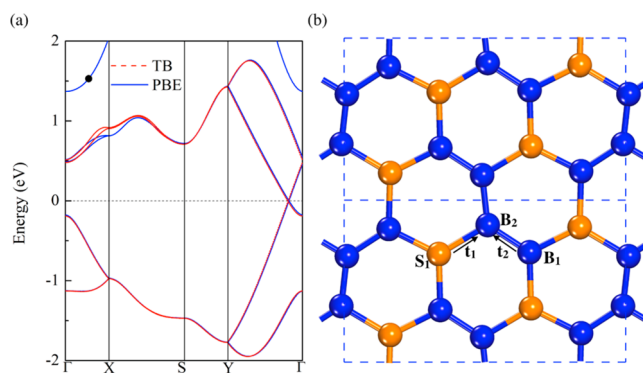 (a)
(b)
2
1
0
-1
-2
Energy (eV)
TB
PBE
Γ
X
S
Y
Γ
B₂
S₁
t₁
t₂
B₁